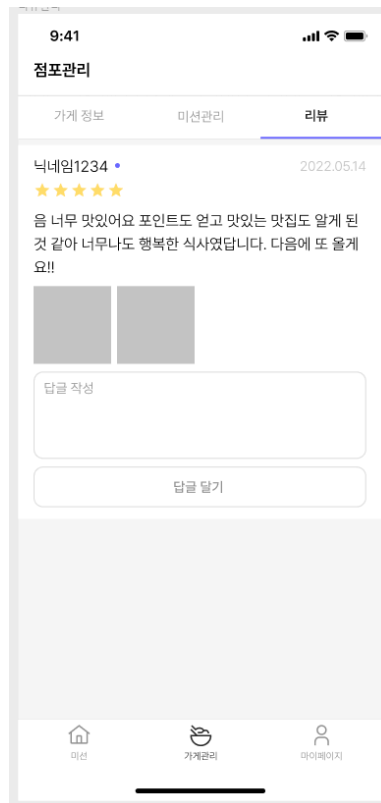 9:41
점포관리
가게 정보
미션관리
리뷰
닉네임1234
2022.05.14
음 너무 맛있어요 포인트도 얻고 맛있는 맛집도 알게 된
것 같아 너무나도 행복한 식사였답니다. 다음에 또 올게
요!!
답글 작성
답글 달기
미션
가게관리
마이페이지